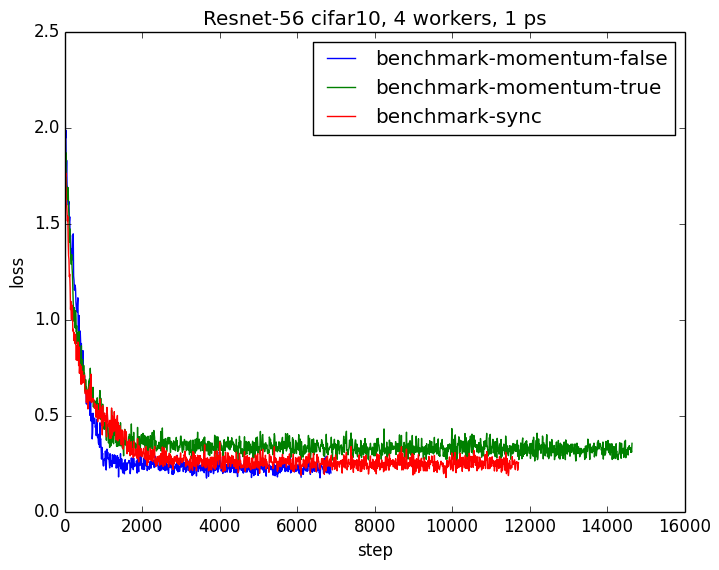 Resnet-56 cifar10, 4 workers, 1 ps
benchmark-momentum-false
benchmark-momentum-true
benchmark-sync
2.5
2.0
1.5
1.0
0.5
0.0
loss
0 2000 4000 6000 8000 10000 12000 14000 16000
step